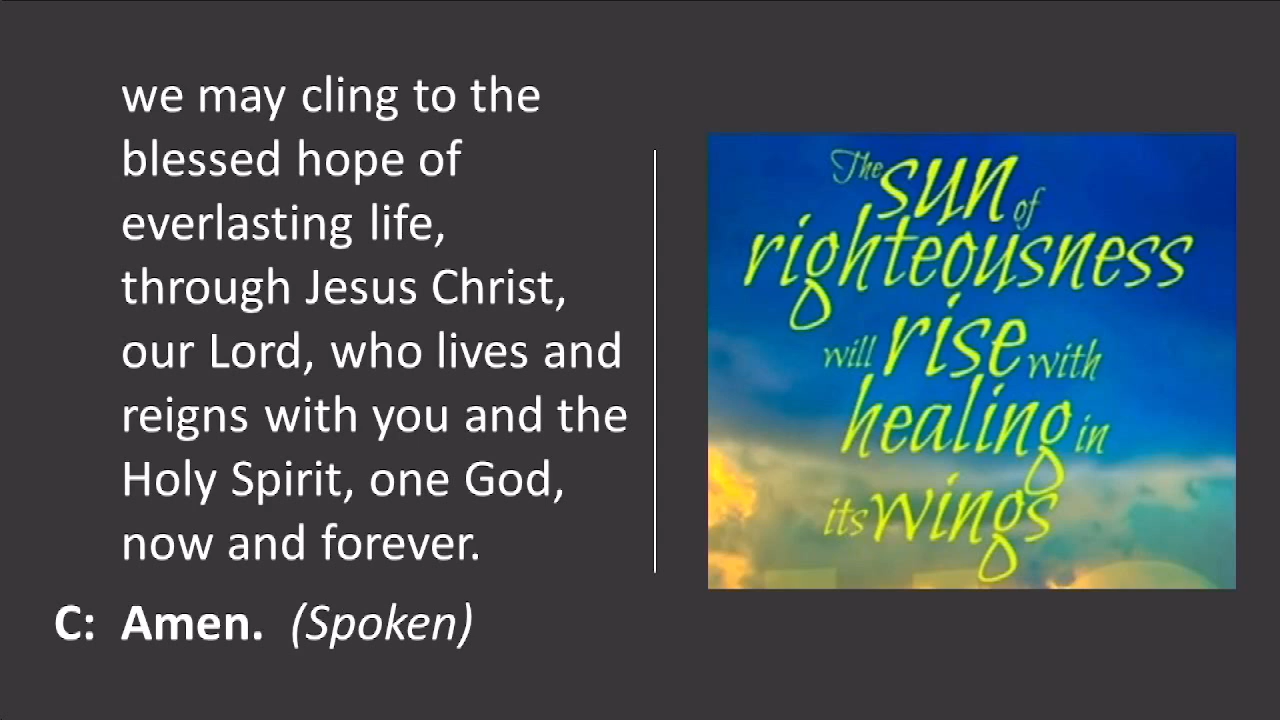 we may cling to the
blessed hope of
everlasting life,
through Jesus Christ,
our Lord, who lives and
reigns with you and the
Holy Spirit, one God,
now and forever.
C: Amen. (Spoken)
The sun of
righteousness
will rise with
healing in
its wings